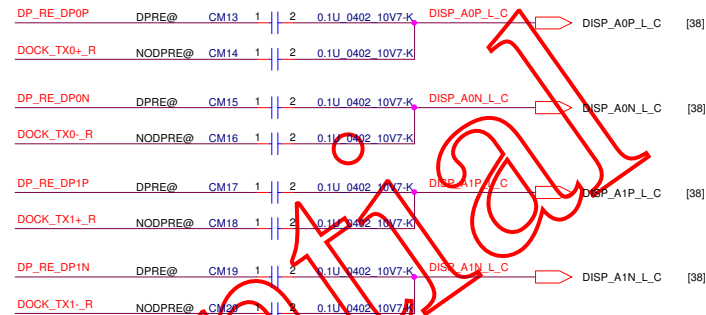 DP_RE_DP0P DPRE@ CM13 1 2 0.1U_0402_10V7-K DISP_A0P_L_C DISP_A0P_L_C [38]
DOCK_TX0+_R NODPRE@ CM14 1 2 0.1U_0402_10V7-K
DP_RE_DP0N DPRE@ CM15 1 2 0.1U_0402_10V7-K DISP_A0N_L_C DISP_A0N_L_C [38]
DOCK_TX0-_R NODPRE@ CM16 1 2 0.1U_0402_10V7-K
DP_RE_DP1P DPRE@ CM17 1 2 0.1U_0402_10V7-K DISP_A1P_L_C DISP_A1P_L_C [38]
DOCK_TX1+_R NODPRE@ CM18 1 2 0.1U_0402_10V7-K
DP_RE_DP1N DPRE@ CM19 1 2 0.1U_0402_10V7-K DISP_A1N_L_C DISP_A1N_L_C [38]
DOCK_TX1-_R NODPRE@ CM20 1 2 0.1U_0402_10V7-K